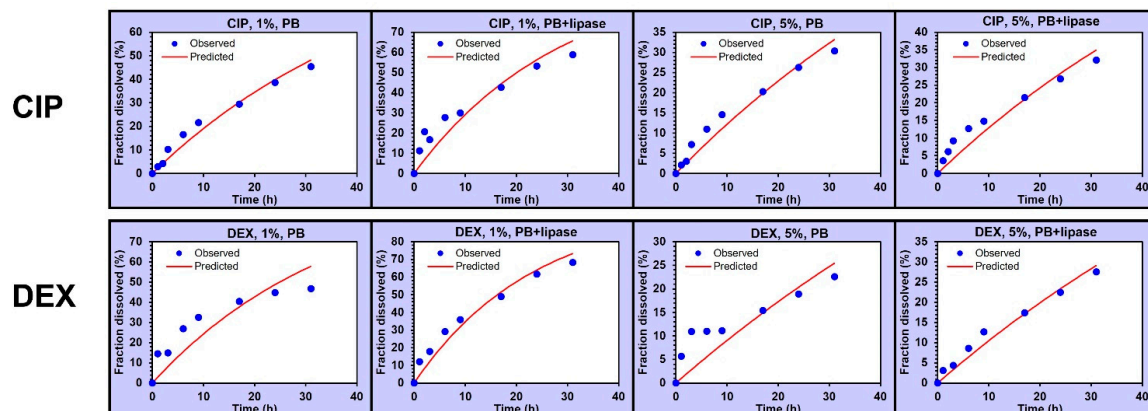 CIP
CIP, 1%, PB
Fraction dissolved (%)
60
50
40
30
20
10
0
Observed
Predicted
0 10 20 30 40
Time (h)
CIP, 1%, PB+lipase
Fraction dissolved (%)
70
60
50
40
30
20
10
0
Observed
Predicted
0 10 20 30 40
Time (h)
CIP, 5%, PB
Fraction dissolved (%)
35
30
25
20
15
10
5
0
Observed
Predicted
0 10 20 30 40
Time (h)
CIP, 5%, PB+lipase
Fraction dissolved (%)
40
35
30
25
20
15
10
5
0
Observed
Predicted
0 10 20 30 40
Time (h)
DEX
DEX, 1%, PB
Fraction dissolved (%)
70
60
50
40
30
20
10
0
Observed
Predicted
0 10 20 30 40
Time (h)
DEX, 1%, PB+lipase
Fraction dissolved (%)
80
70
60
50
40
30
20
10
0
Observed
Predicted
0 10 20 30 40
Time (h)
DEX, 5%, PB
Fraction dissolved (%)
30
25
20
15
10
5
0
Observed
Predicted
0 10 20 30 40
Time (h)
DEX, 5%, PB+lipase
Fraction dissolved (%)
35
30
25
20
15
10
5
0
Observed
Predicted
0 10 20 30 40
Time (h)